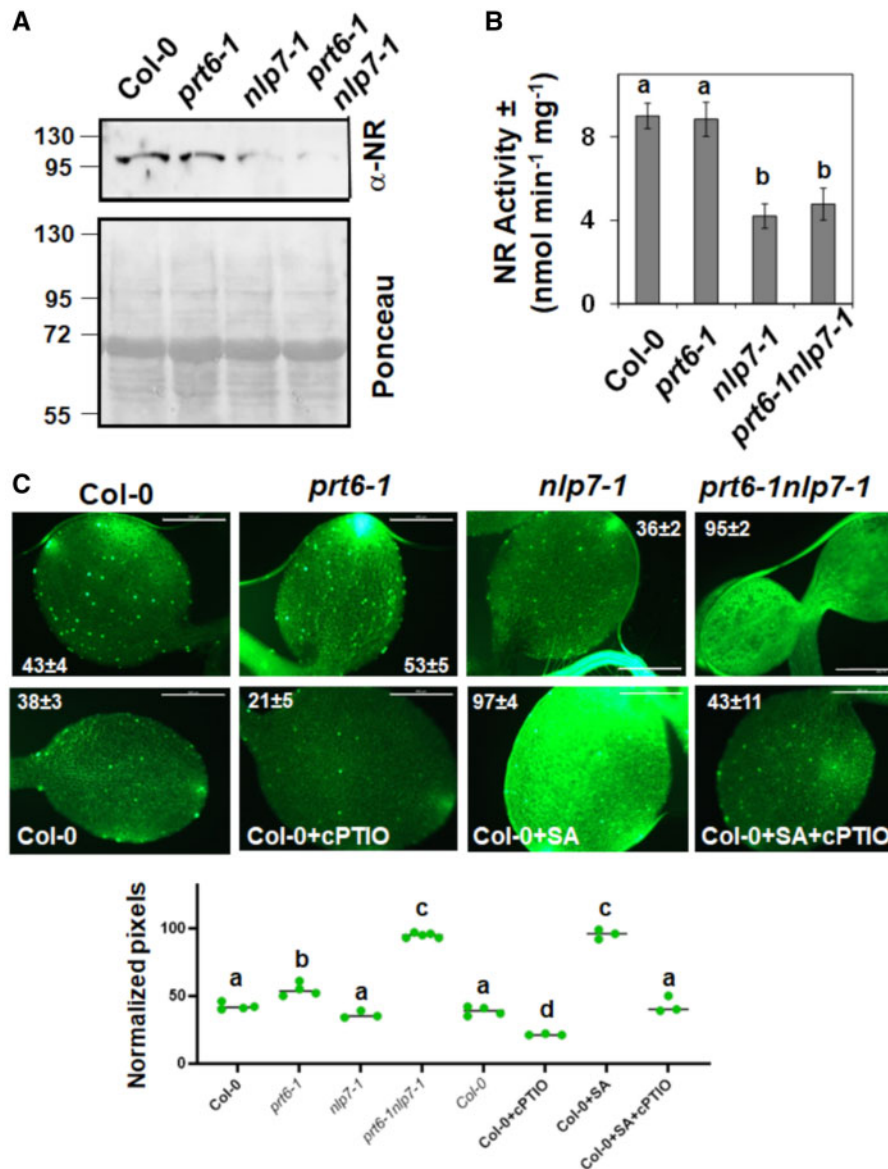 A
Col-0
prt6-1
nlp7-1
prt6-1
nlp7-1
130
95
α-NR
130
95
72
55
Ponceau
B
NR Activity ±
(nmol min-1 mg-1)
8
4
0
a
a
b
b
Col-0
prt6-1
nlp7-1
prt6-1nlp7-1
C
Col-0
prt6-1
nlp7-1
prt6-1nlp7-1
43±4
53±5
36±2
95±2
38±3
21±5
97±4
43±11
Col-0
Col-0+cPTIO
Col-0+SA
Col-0+SA+cPTIO
Normalized pixels
100
50
0
a
b
a
c
a
d
c
a
Col-0
prt6-1
nlp7-1
prt6-1nlp7-1
Col-0
Col-0+cPTIO
Col-0+SA
Col-0+SA+cPTIO